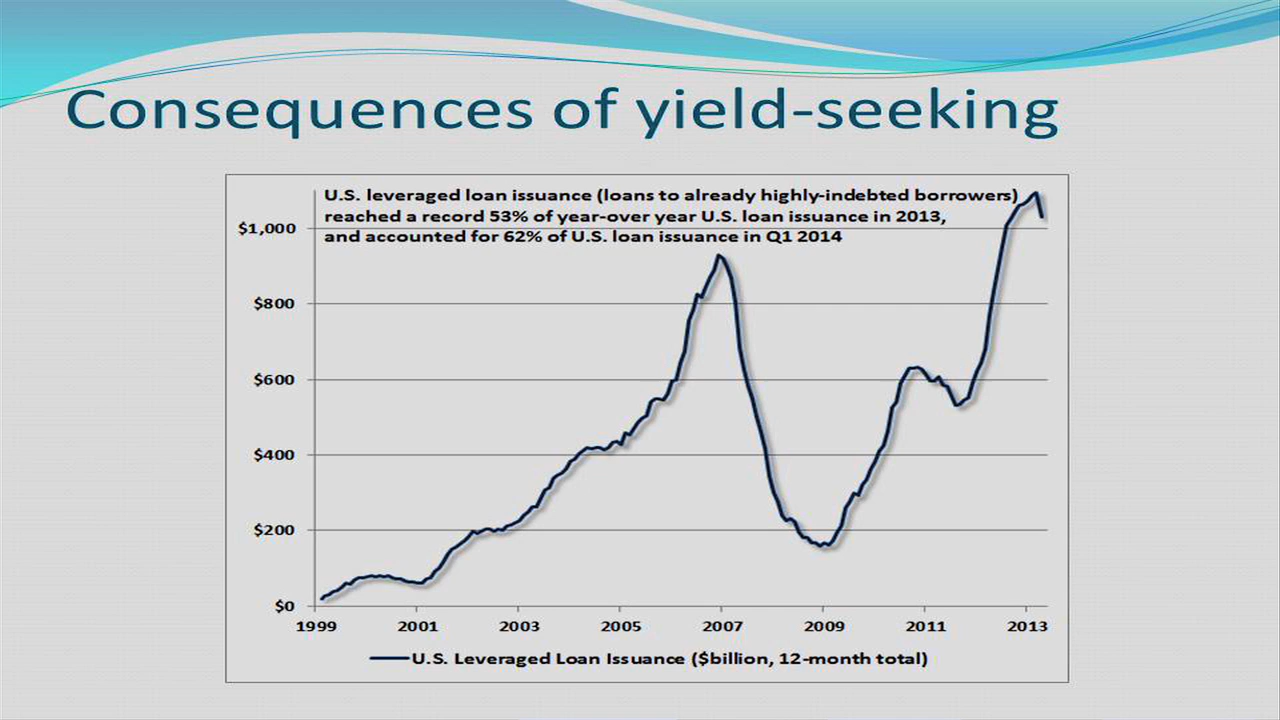 Consequences of yield-seeking
U.S. leveraged loan issuance (loans to already highly-indebted borrowers)
reached a record 53% of year-over year U.S. loan issuance in 2013,
and accounted for 62% of U.S. loan issuance in Q1 2014
$1,000
$800
$600
$400
$200
$0
1999 2001 2003 2005 2007 2009 2011 2013
U.S. Leveraged Loan Issuance ($billion, 12-month total)